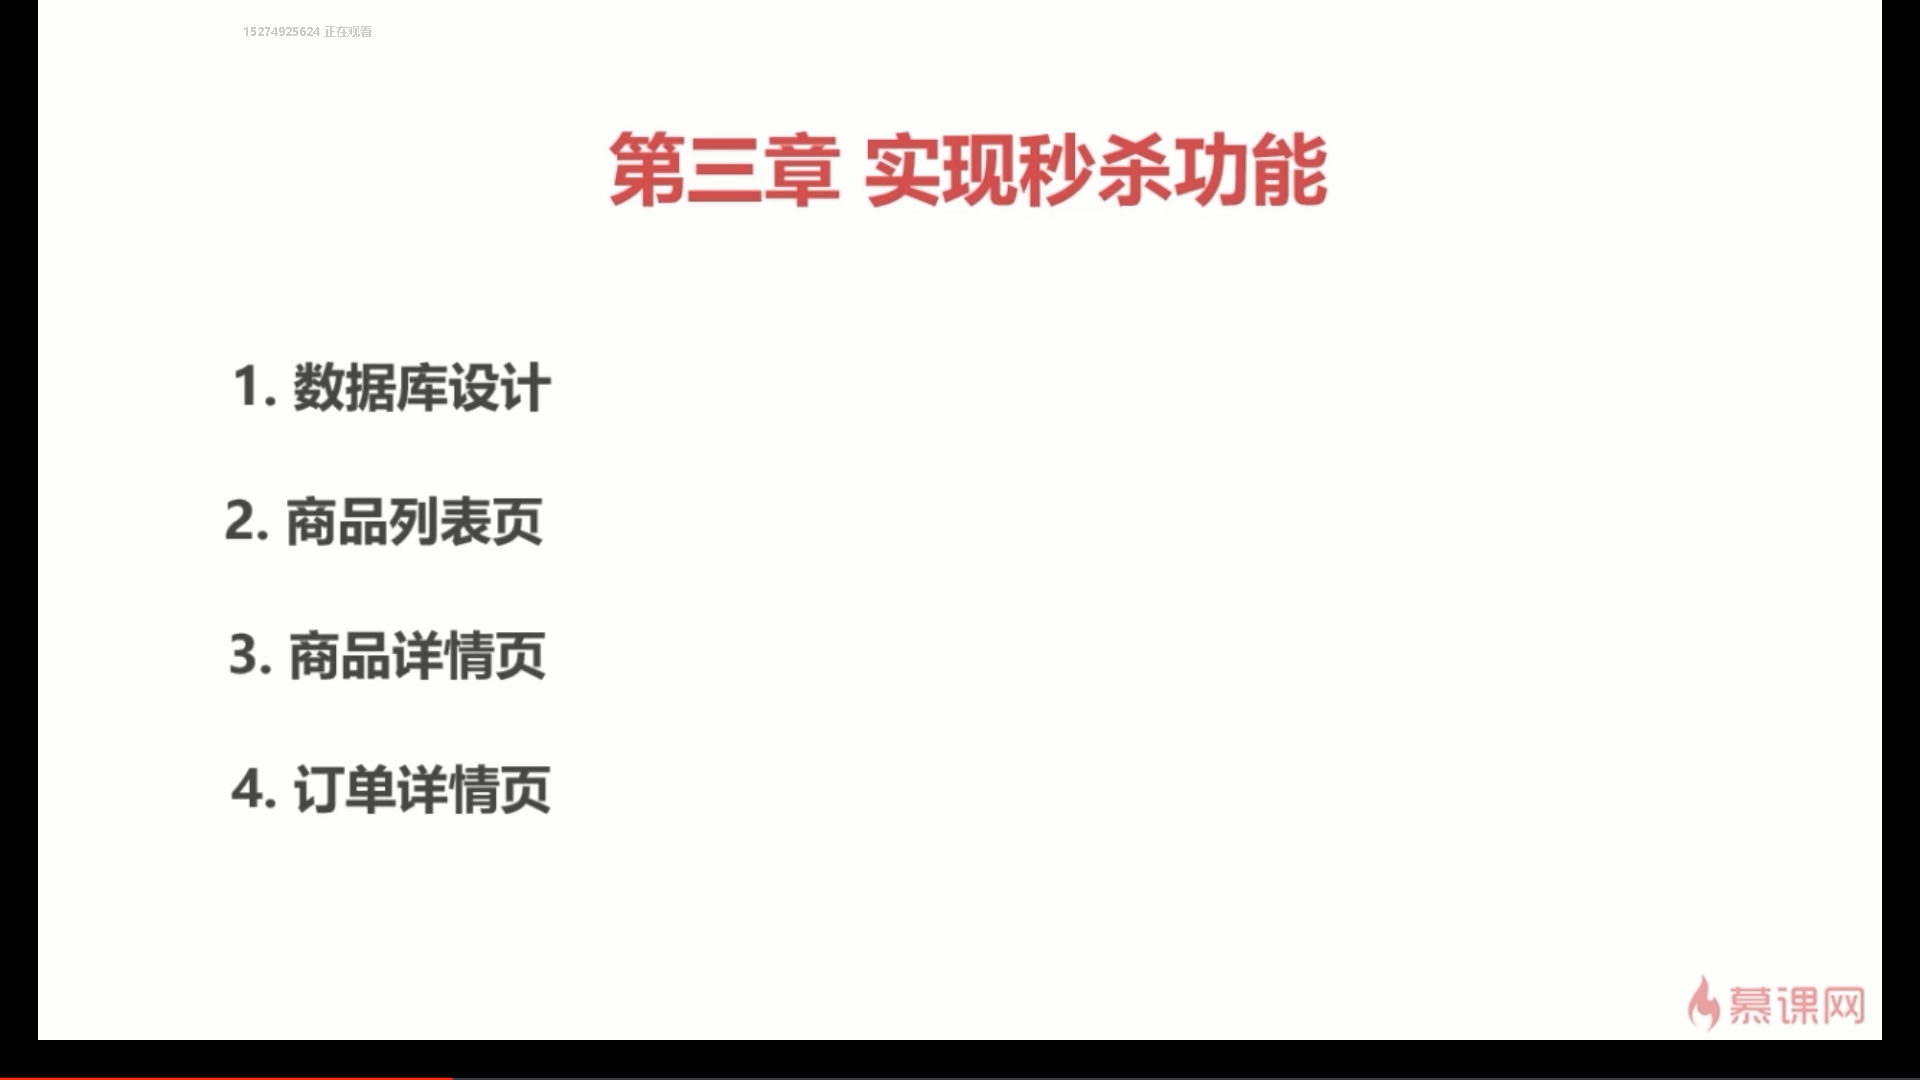 15274925624 正在观看
第三章 实现秒杀功能
1. 数据库设计
2. 商品列表页
3. 商品详情页
4. 订单详情页
慕课网